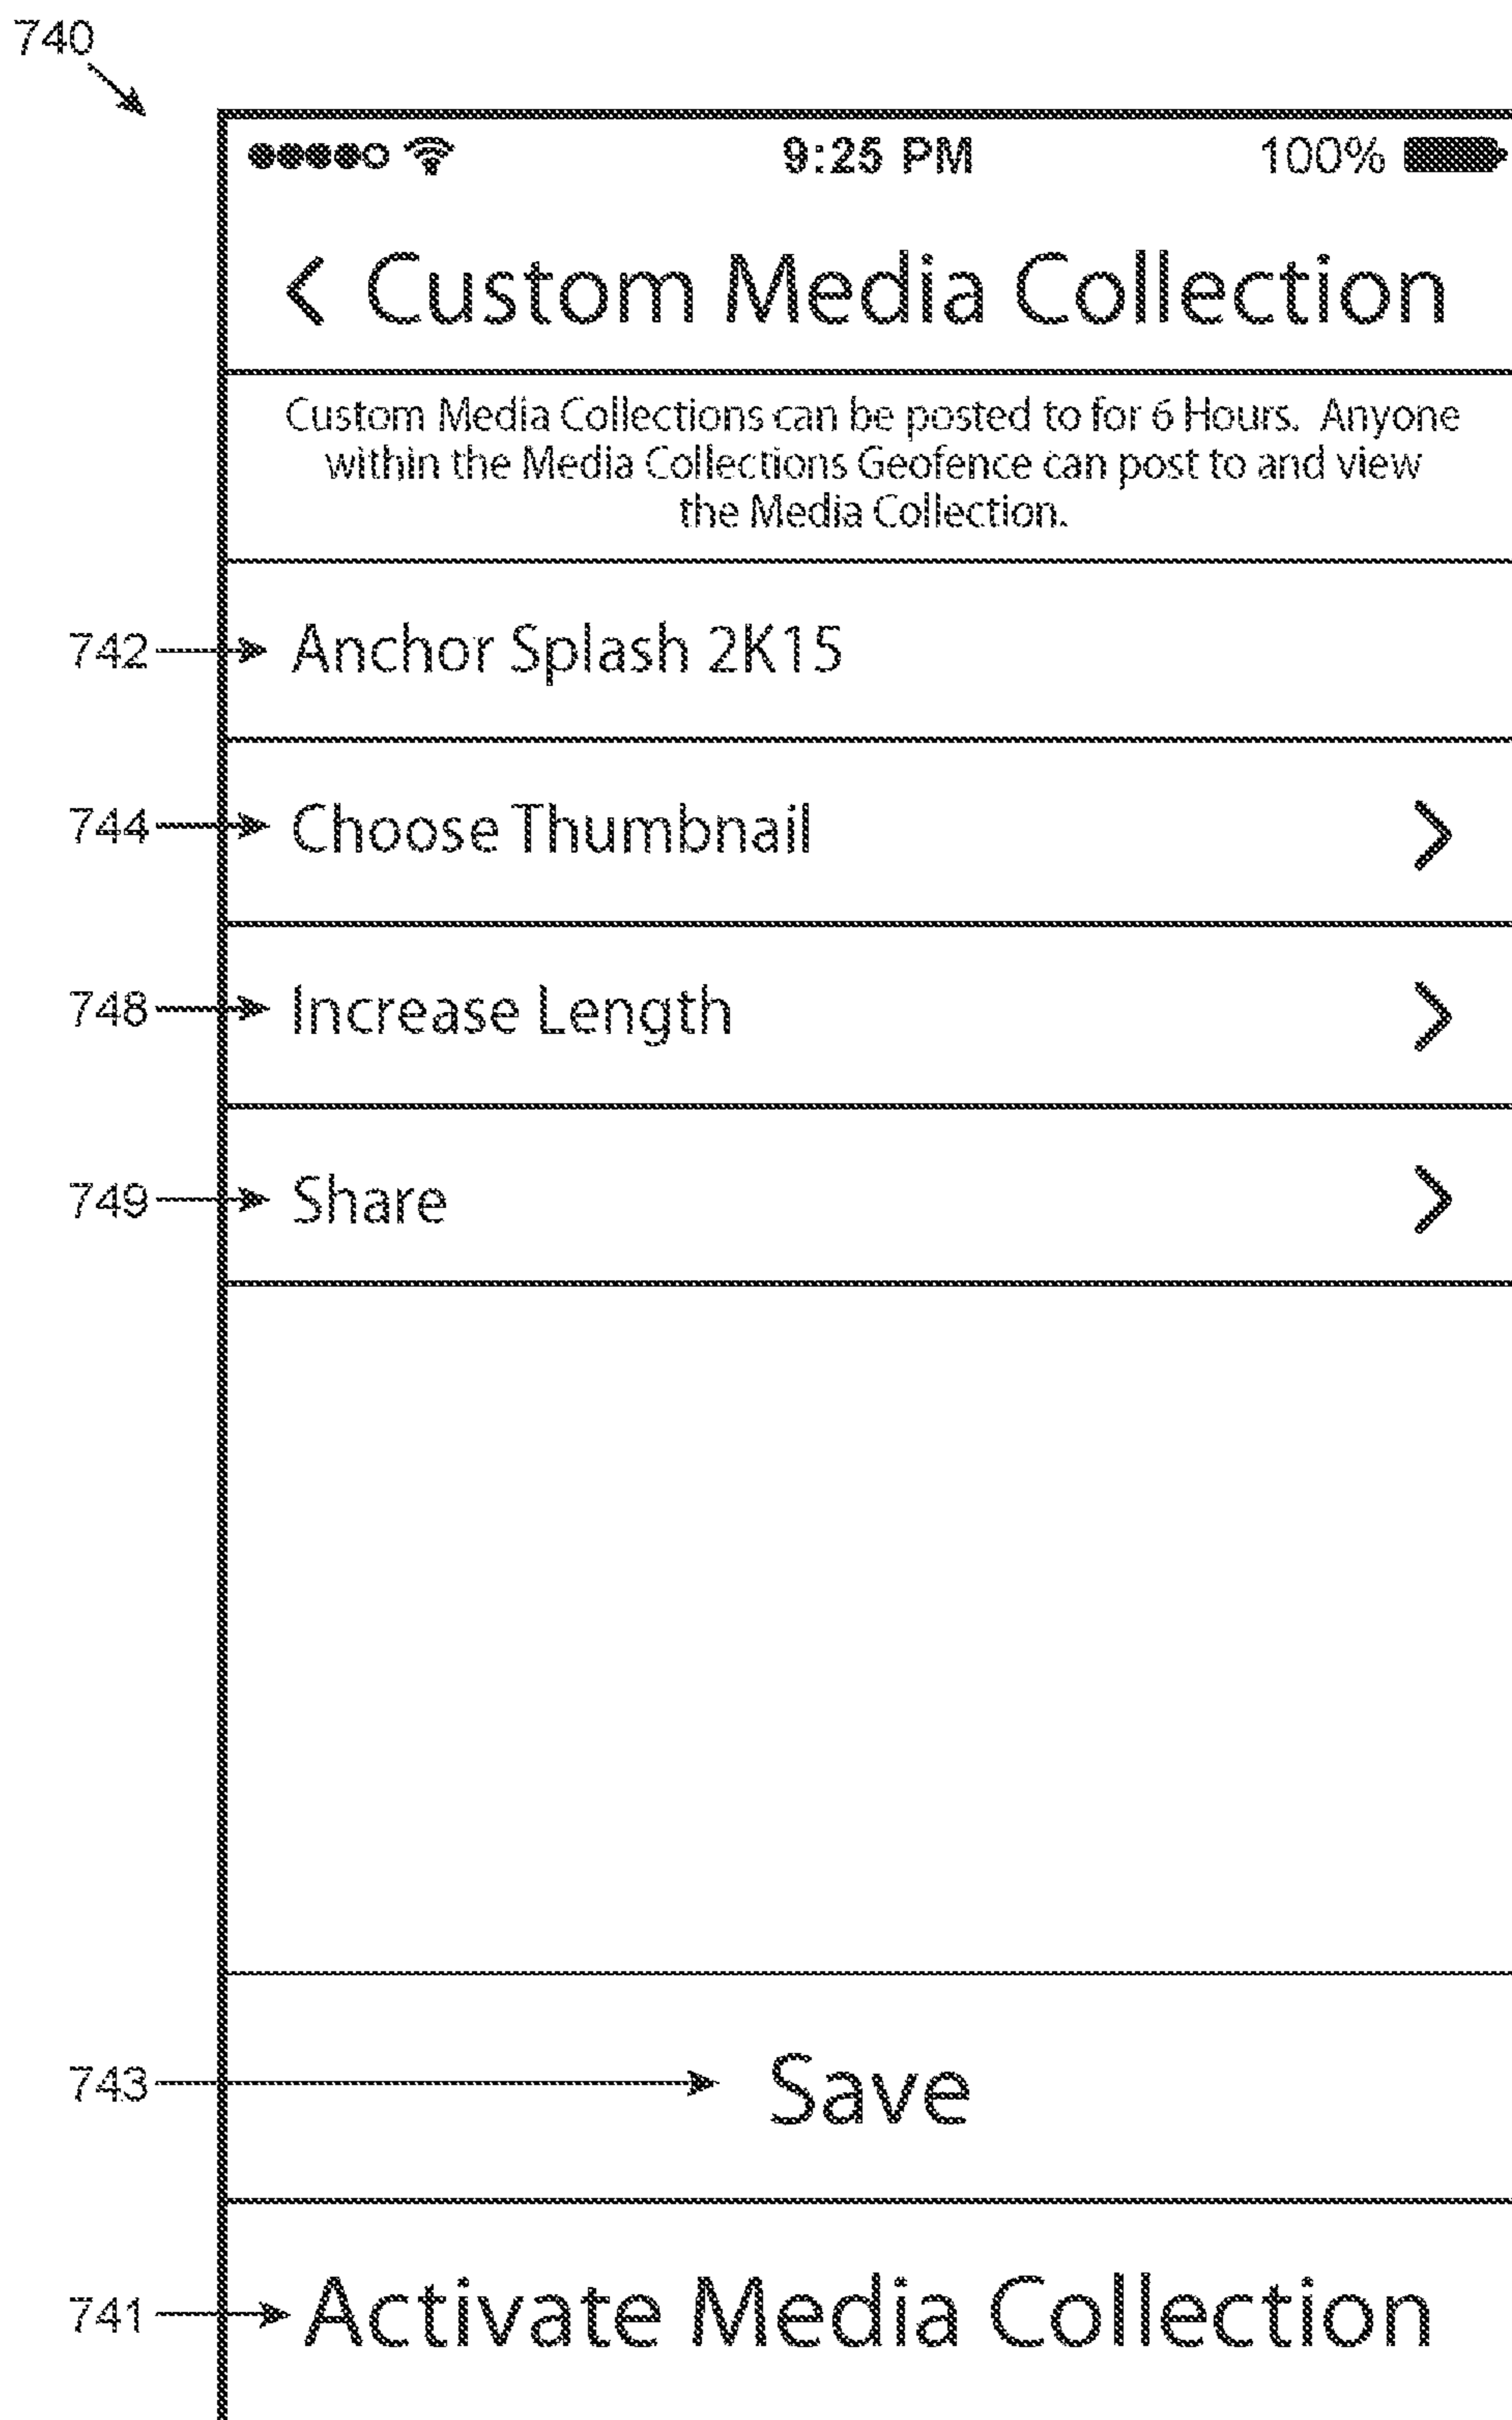 740
9:25 PM 100%
< Custom Media Collection
Custom Media Collections can be posted to for 6 Hours. Anyone
within the Media Collections Geofence can post to and view
the Media Collection.
742 Anchor Splash 2K15
744 Choose Thumbnail >
748 Increase Length >
749 Share >
743 Save
741 Activate Media Collection